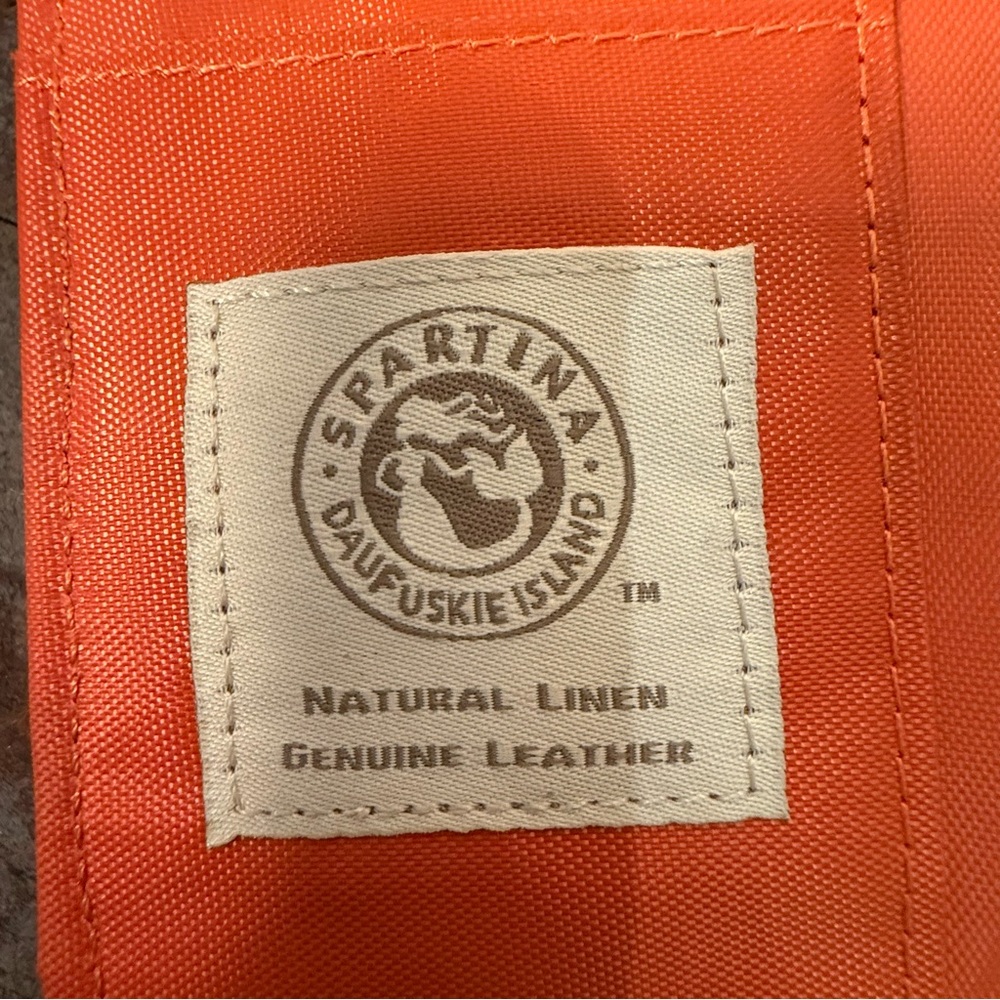 SPARTINA
DAUFUSKIE ISLAND
TM
NATURAL LINEN
GENUINE LEATHER